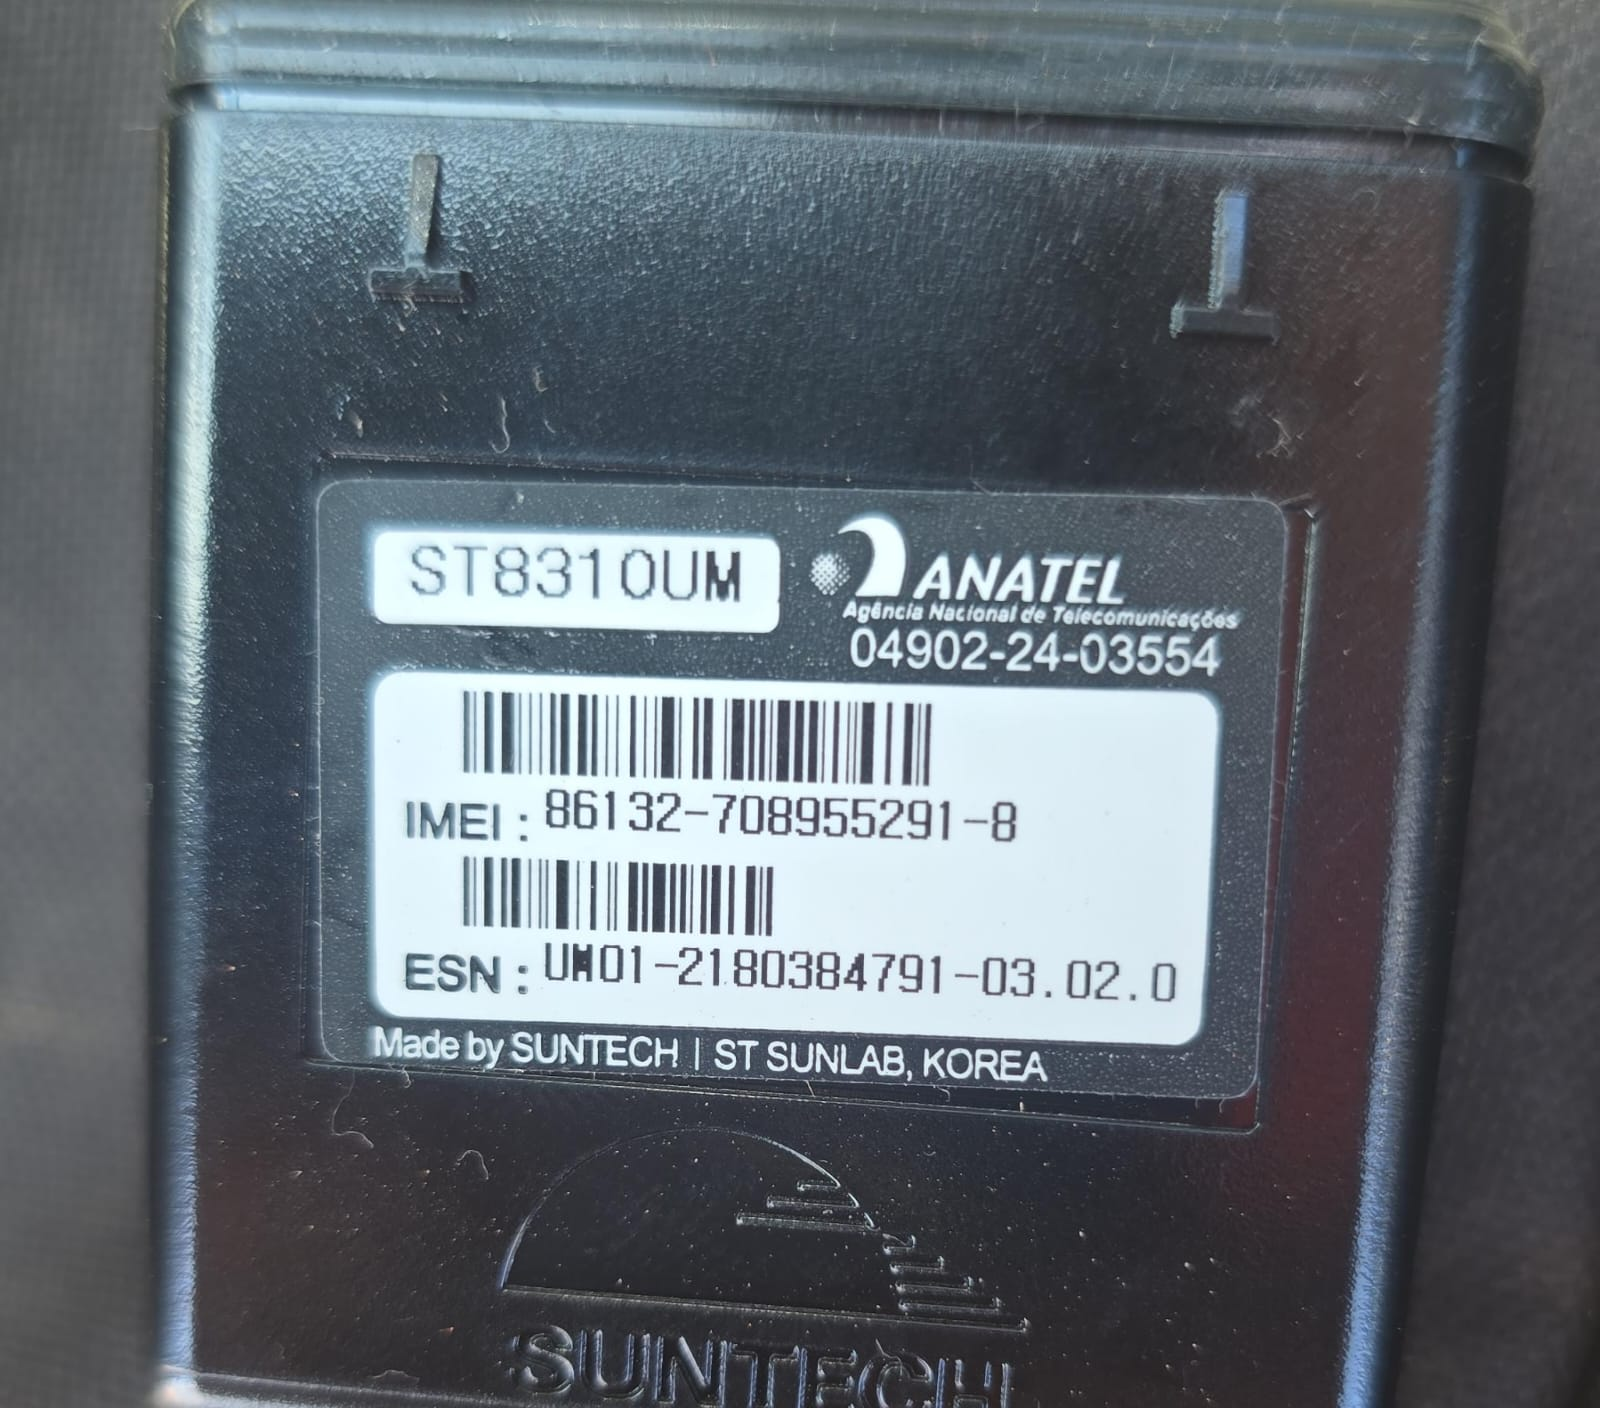 ST8310UM
ANATEL
Agência Nacional de Telecomunicações
04902-24-03554
IMEI : 86132-708955291-8
ESN : UM01-2180384791-03.02.0
Made by SUNTECH | ST SUNLAB, KOREA
SUNTECH